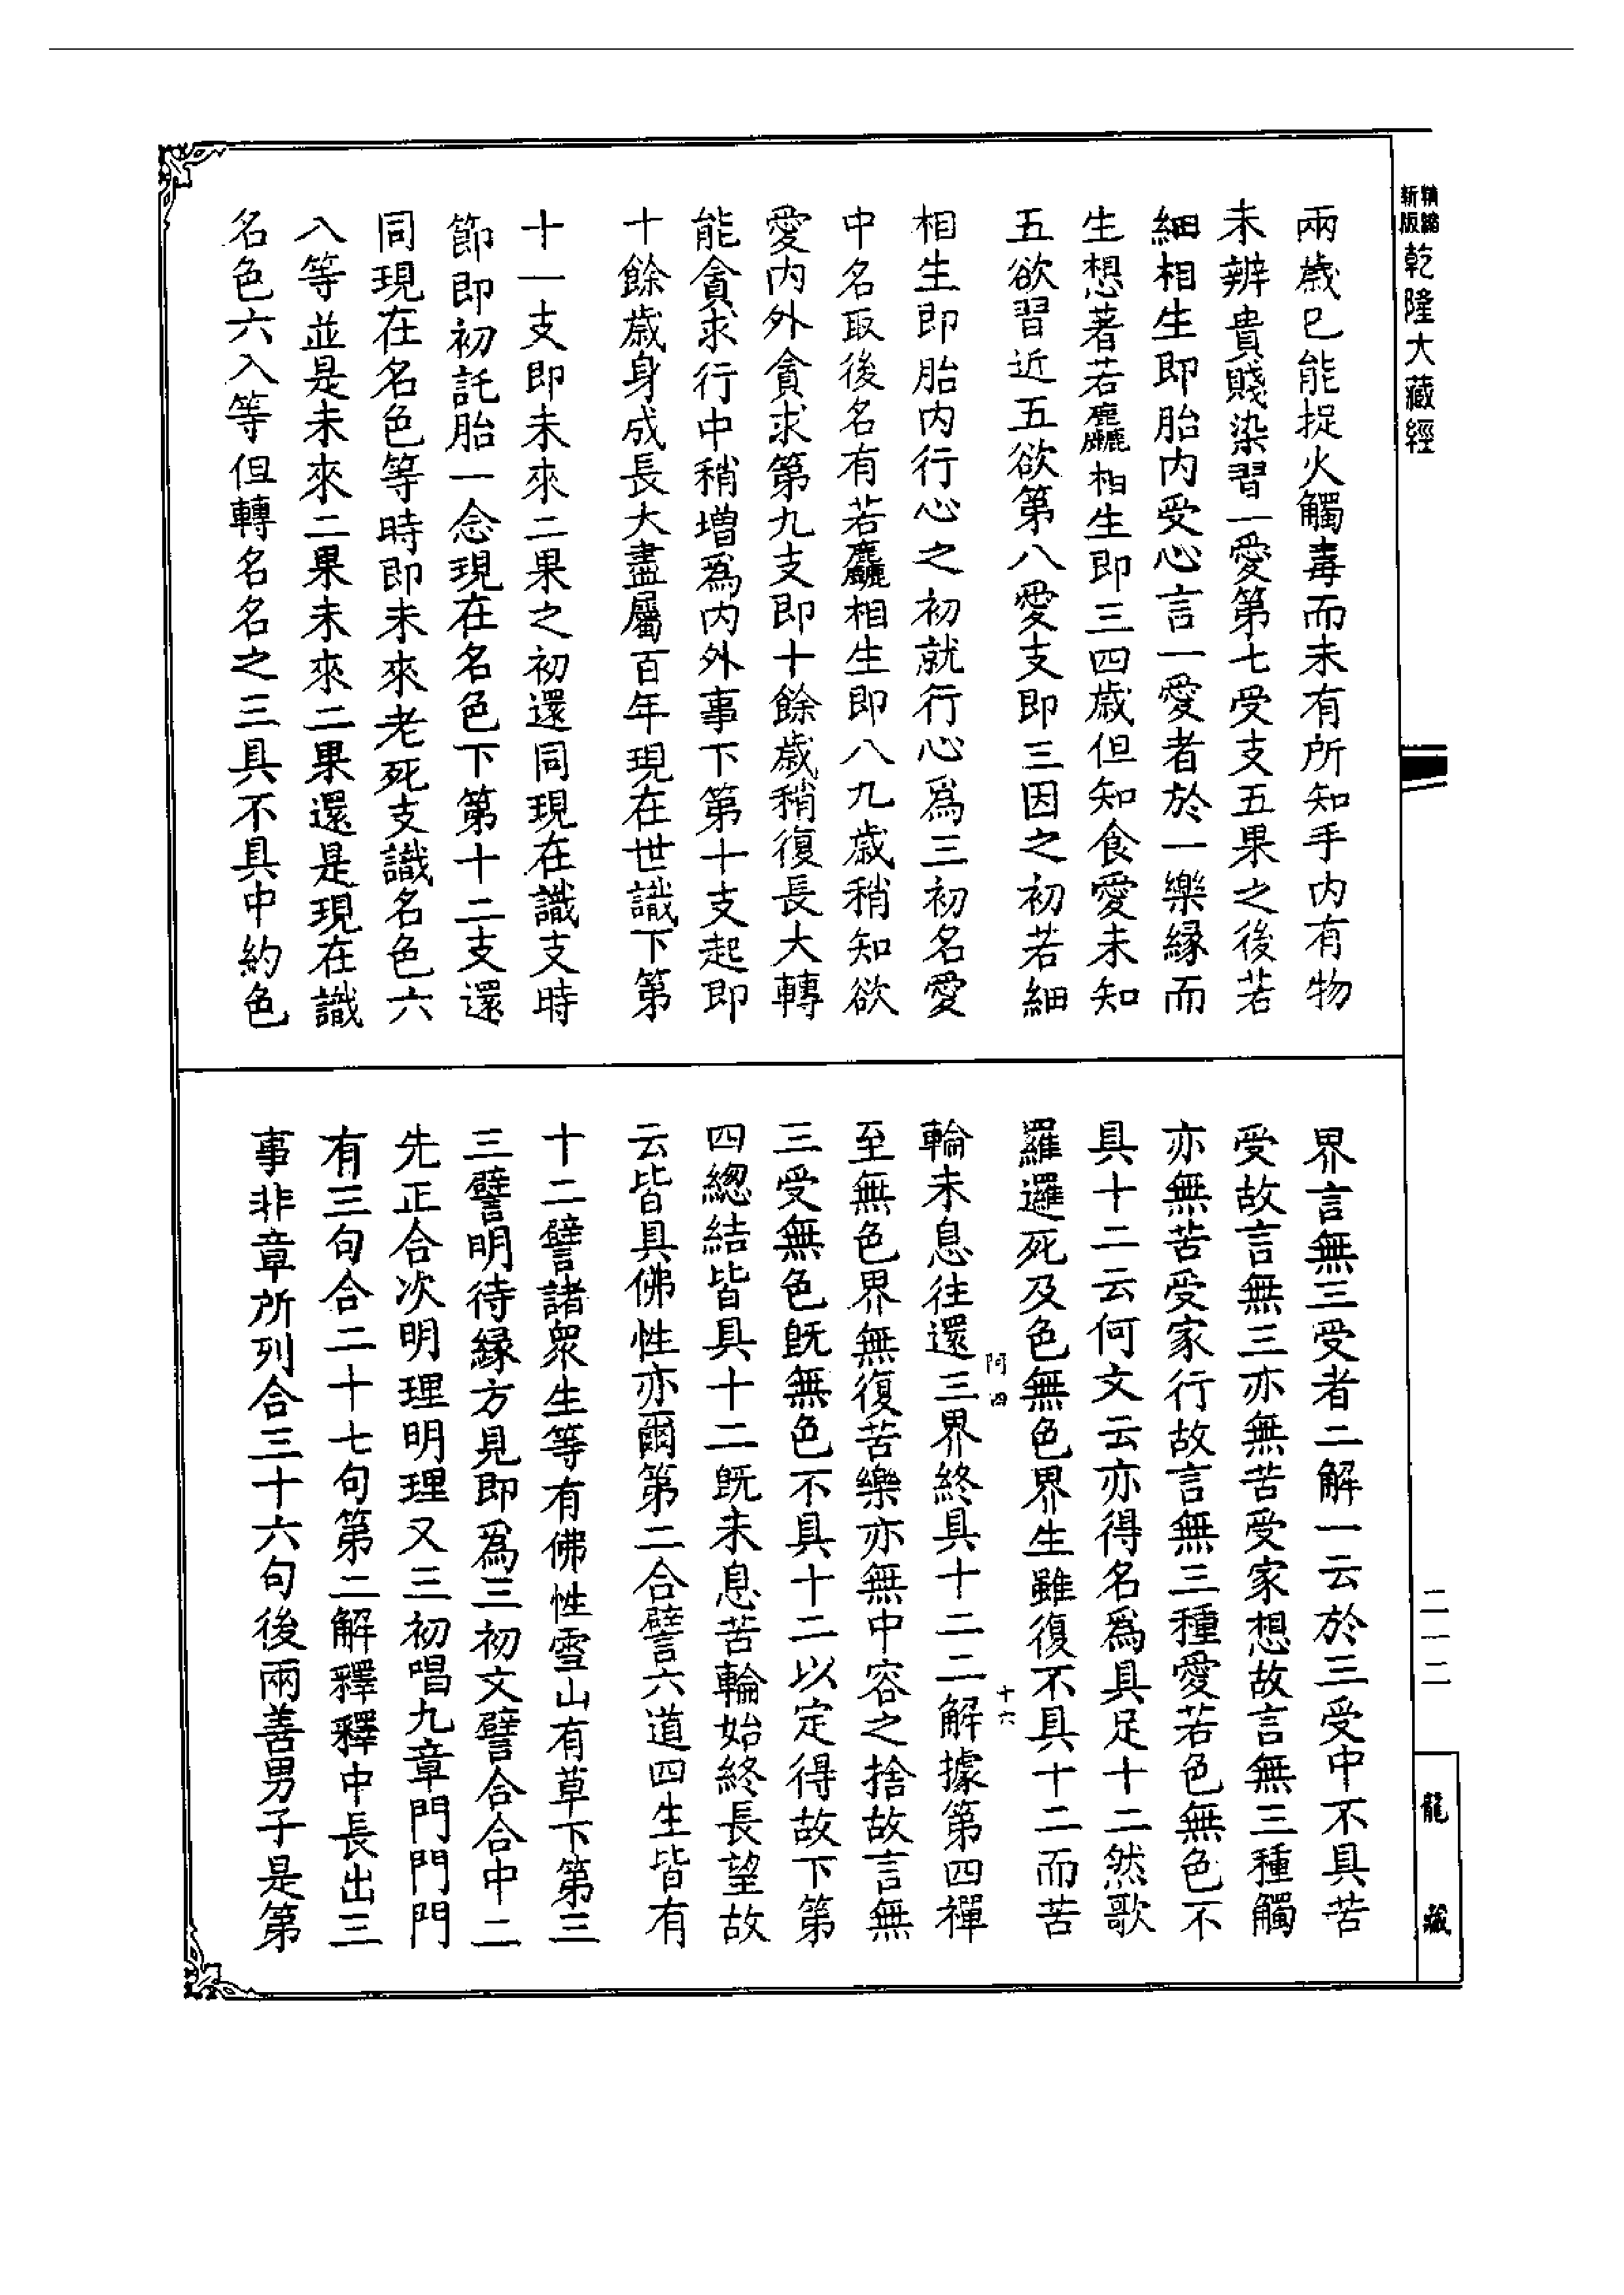 精縮
新版
乾隆大藏經
兩歲已能捉火觸毒而未有所知手内有物
未辨貴賤染習一愛第七受支五果之後若
細相生即胎内受心言一愛者於一樂縁而
生想著若麤相生即三四歲但知食愛未知
五欲習近五欲第八愛支即三因之初若細
相生即胎内行心之初就行心爲三初名愛
中名取後名有若麤相生即八九歲稍知欲
愛内外貪求第九支即十餘歲稍復長大轉
能貪求行中稍增爲内外事下第十支起即
十餘歲身成長大盡屬百年現在世識下第
十一支即未來二果之初還同現在識支時
節即初託胎一念現在名色下第十二支還
同現在名色等時即未來老死支識名色六
八等並是未來二果未來二果還是現在識
名色六入等但轉名名之三具不具中約色
界言無三受者二解一云於三受中不具苦
受故言無三亦無苦受家想故言無三種觸
亦無苦受家行故言無三種愛若色無色不
具十二云何文云亦得名爲具足十二然歌
羅邏死及色無色界生雖復不具十二而苦
輪未息往還三界終具十二二解據第四禪
至無色界無復苦樂亦無中容之捨故言無
三受無色旣無色不具十二以定得故下第
四緫結皆具十二旣未息苦輪始終長望故
云皆具佛性亦爾第二合譬六道四生皆有
十二譬諸衆生等有佛性雪山有草下第三
三譬明待縁方見即爲三初文譬合合中二
先正合次明理明理又三初唱九章門門門
有三句合二十七句第二解釋釋中長出三
事非章所列合三十六句後兩善男子是第
阿四
十六
二一二
龍藏